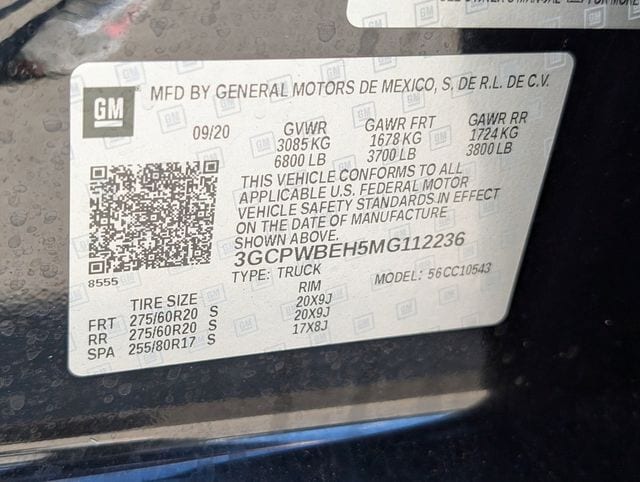 GM MFD BY GENERAL MOTORS DE MEXICO, S. DE R.L. DE C.V.
09/20 GVWR GAWR FRT GAWR RR
3085 KG 1678 KG 1724 KG
6800 LB 3700 LB 3800 LB
THIS VEHICLE CONFORMS TO ALL
APPLICABLE U.S. FEDERAL MOTOR
VEHICLE SAFETY STANDARDS IN EFFECT
ON THE DATE OF MANUFACTURE
SHOWN ABOVE.
3GCPWBEH5MG112236
8555 TYPE: TRUCK MODEL: 56CC10543
TIRE SIZE RIM
FRT 275/60R20 S 20X9J
RR 275/60R20 S 20X9J
SPA 255/80R17 S 17X8J